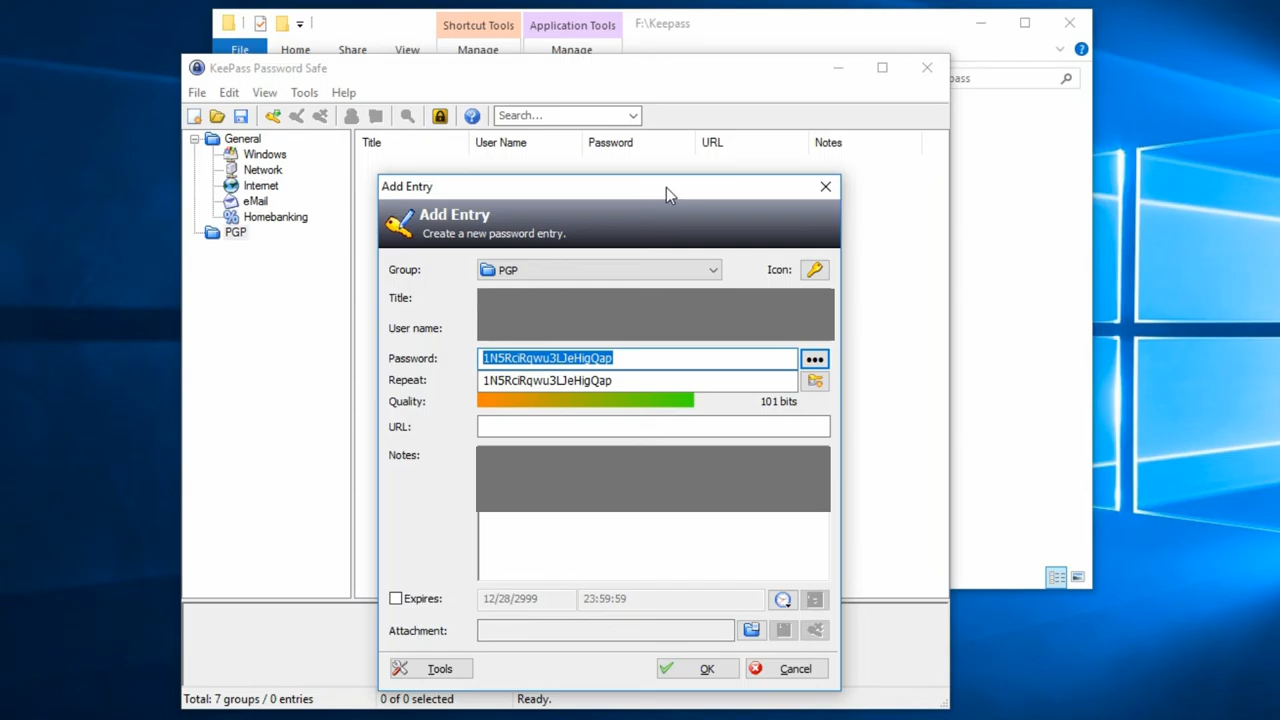 Shortcut Tools
Application Tools
F:\Keepass
File
Home
Share
View
Manage
Manage
KeePass Password Safe
pass
File
Edit
View
Tools
Help
Search...
General
Windows
Network
Internet
eMail
Homebanking
PGP
Title
User Name
Password
URL
Notes
Add Entry
Add Entry
Create a new password entry.
Group:
PGP
Icon:
Title:
User name:
Password:
1N5RciRqwu3LJeHigQap
Repeat:
1N5RciRqwu3LJeHigQap
Quality:
101 bits
URL:
Notes:
Expires:
12/28/2999
23:59:59
Attachment:
Tools
OK
Cancel
Total: 7 groups / 0 entries
0 of 0 selected
Ready.